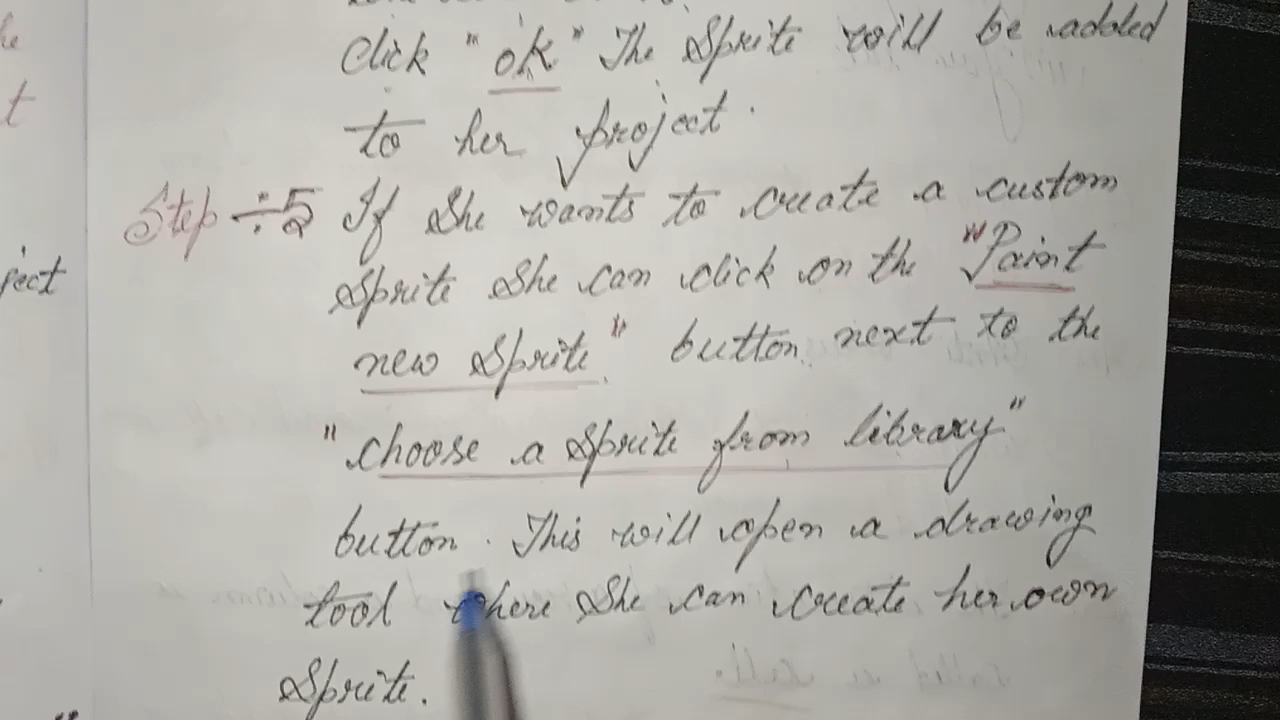 click "ok" The Sprite will be added
to her project.
Step ÷5 If She wants to create a custom
Sprite She can click on the "Paint
new Sprite" button next to the
"choose a Sprite from library"
button. This will open a drawing
tool where She can create her own
Sprite.
ject